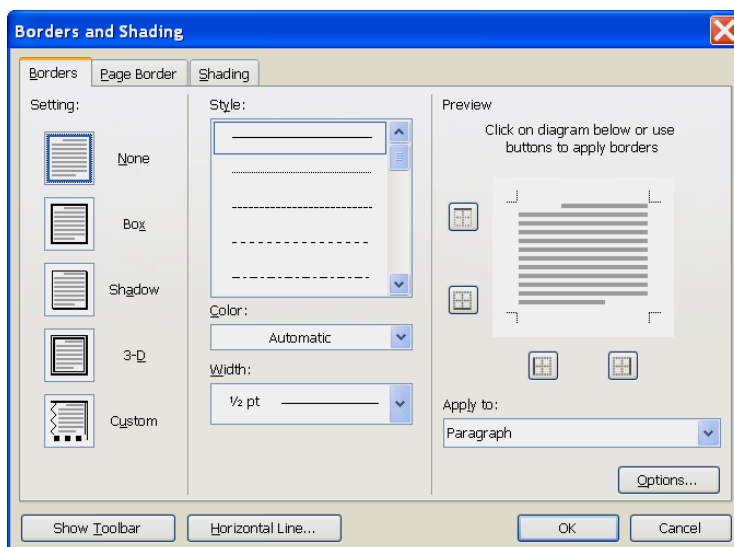 Borders and Shading
Borders
Page Border
Shading
Setting:
None
Box
Shadow
3-D
Custom
Style:
Color:
Automatic
Width:
½ pt
Preview
Click on diagram below or use
buttons to apply borders
Apply to:
Paragraph
Options...
Show Toolbar
Horizontal Line...
OK
Cancel